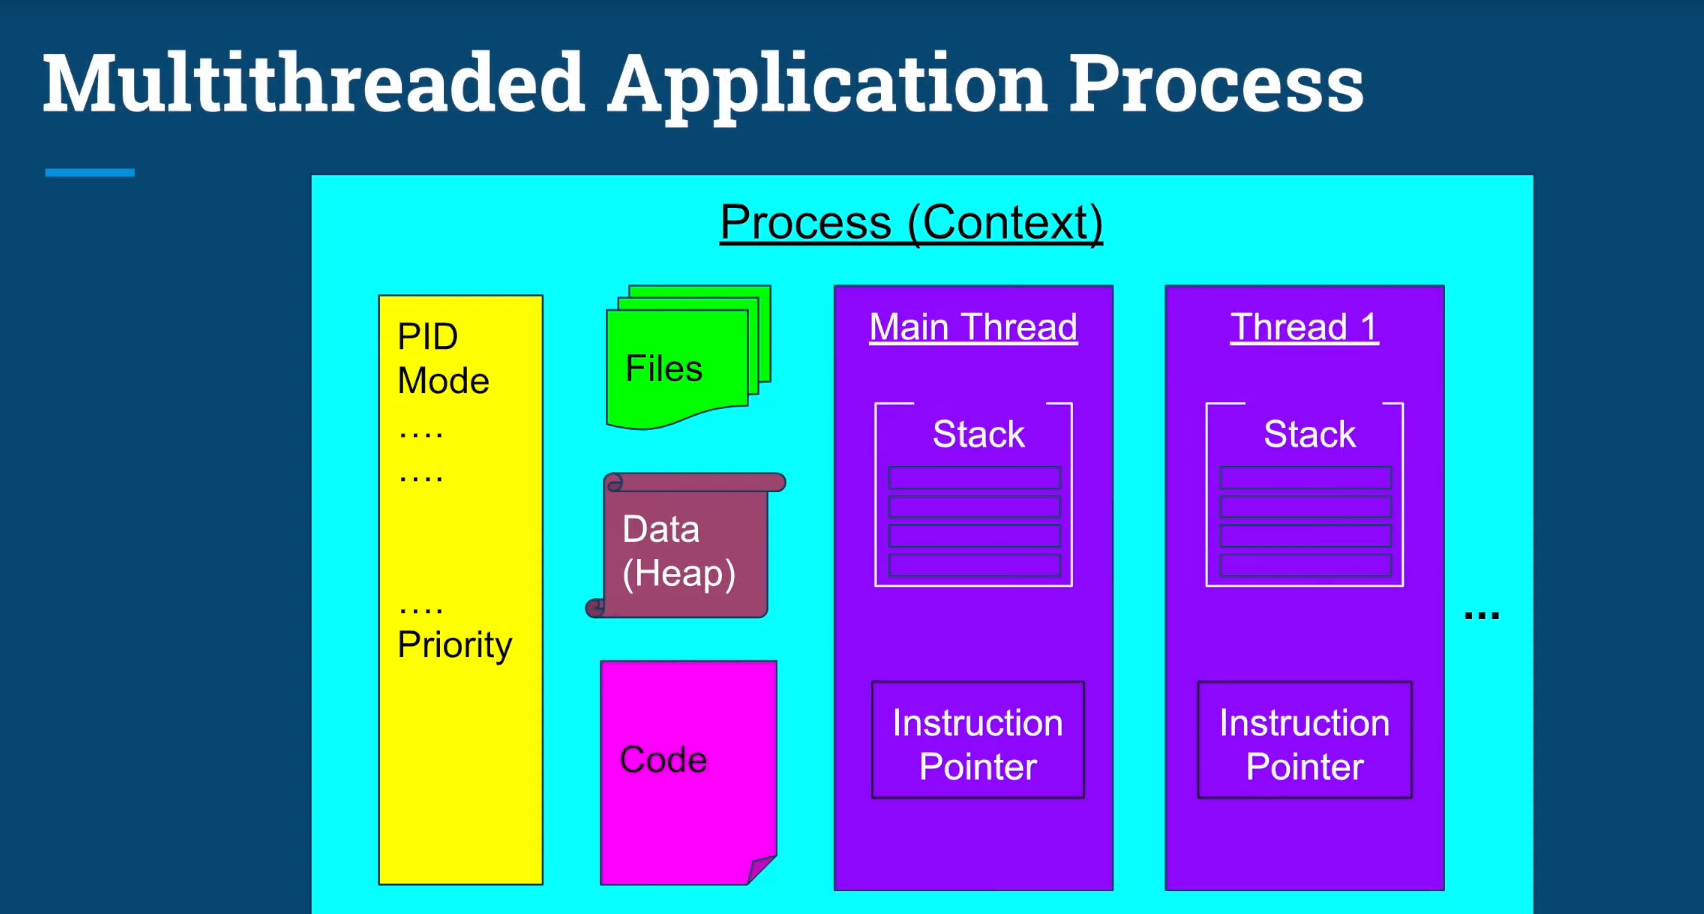 Multithreaded Application Process
Process (Context)
PID
Mode
....
....
....
Priority
Files
Data
(Heap)
Code
Main Thread
Stack
Instruction
Pointer
Thread 1
Stack
Instruction
Pointer
...